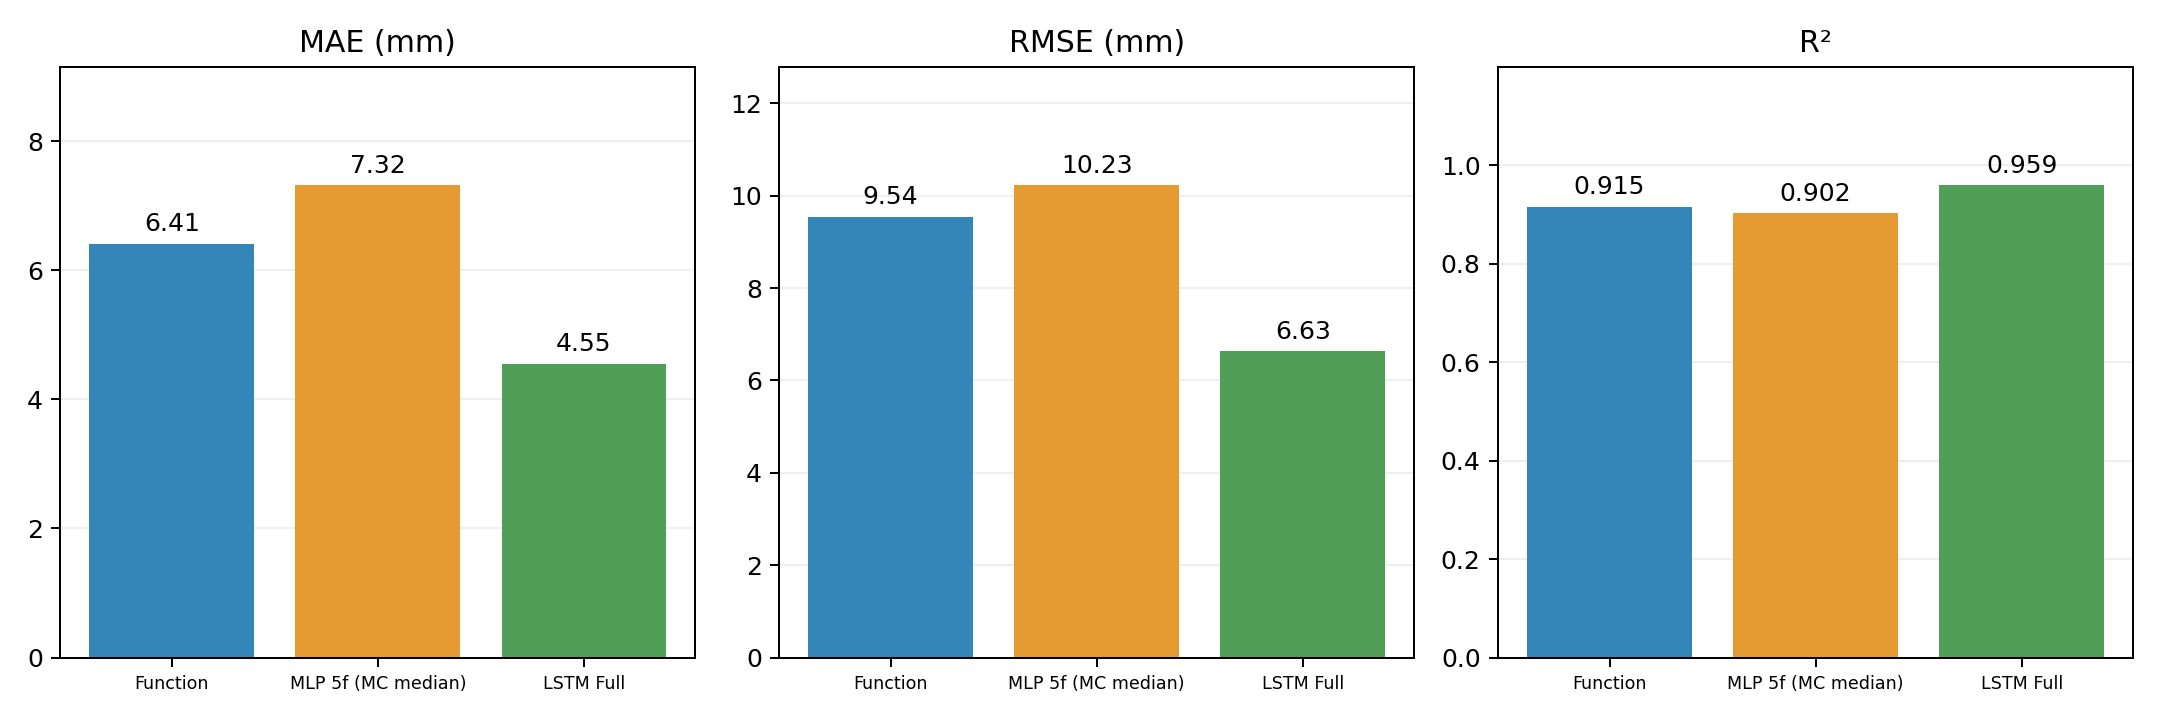 MAE (mm)
8
6
4
2
0
6.41
7.32
4.55
Function
MLP 5f (MC median)
LSTM Full
RMSE (mm)
12
10
8
6
4
2
0
9.54
10.23
6.63
Function
MLP 5f (MC median)
LSTM Full
R²
1.0
0.8
0.6
0.4
0.2
0.0
0.915
0.902
0.959
Function
MLP 5f (MC median)
LSTM Full